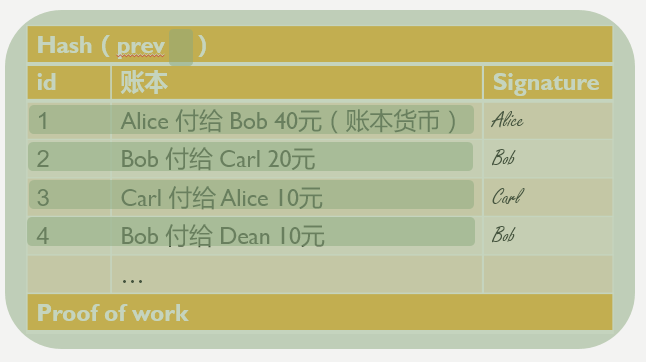 Hash（prev ）
id 账本 Signature
1 Alice 付给 Bob 40元（账本货币） Alice
2 Bob 付给 Carl 20元 Bob
3 Carl 付给 Alice 10元 Carl
4 Bob 付给 Dean 10元 Bob
…
Proof of work